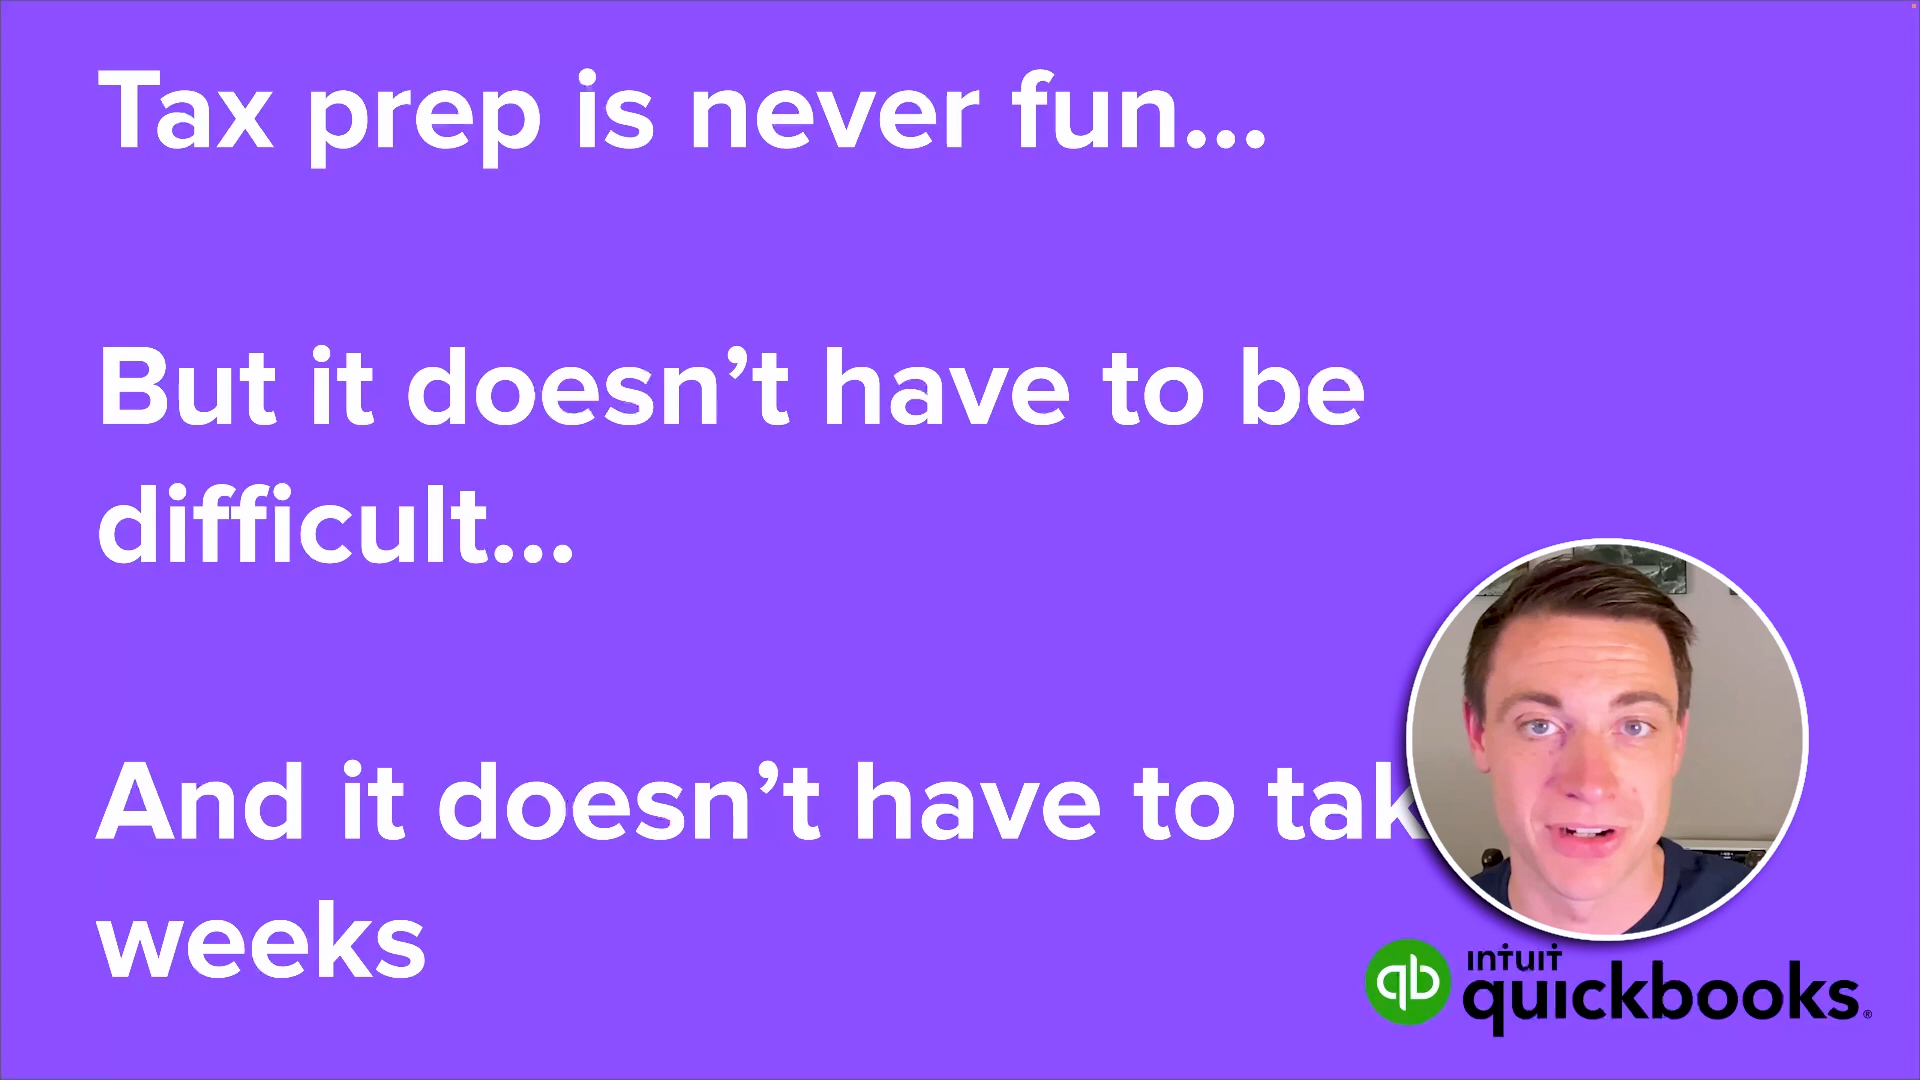 Tax prep is never fun...
But it doesn’t have to be
difficult...
And it doesn’t have to
weeks
qb
intuit
quickbooks®